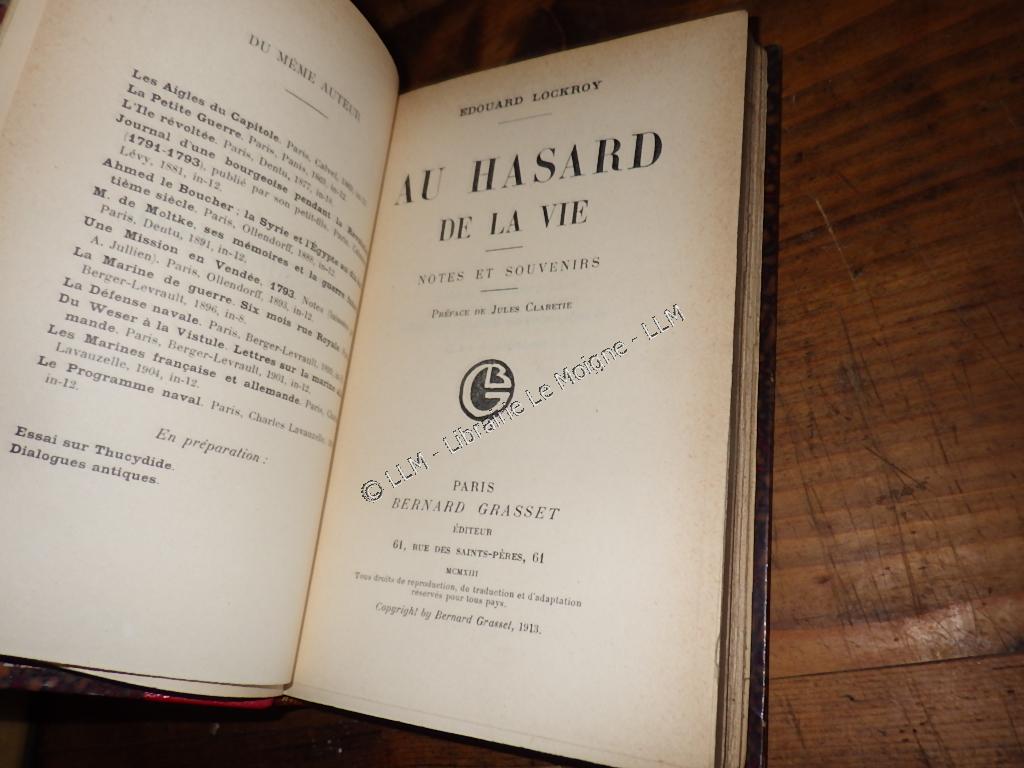 DU MÊME AUTEUR
Les Aigles du Capitole. Paris,
La Petite Guerre. Paris,
L'Ile révoltée. Paris, Dentu, 1877, in-18.
Journal d'une bourgeoise pendant la
(1791-1793), publié par son petit-fils. Paris,
Lévy, 1881, in-12.
Ahmed le Boucher : la Syrie et l'Égypte au
tième siècle. Paris, Ollendorff, 1888, in-12.
M. de Moltke, ses mémoires et la guerre
Paris, Dentu, 1891, in-12.
Une Mission en Vendée, 1793. Notes
A. Jullien). Paris, Ollendorff, 1893, in-12.
La Marine de guerre. Six mois rue Royale.
Berger-Levrault, 1896, in-8.
La Défense navale. Paris, Berger-Levrault,
Du Weser à la Vistule. Lettres sur la marine
mande. Paris, Berger-Levrault, 1901, in-12.
Les Marines française et allemande. Paris,
Lavauzelle, 1904, in-12.
Le Programme naval. Paris, Charles Lavauzelle,
in-12.
En préparation :
Essai sur Thucydide.
Dialogues antiques.
EDOUARD LOCKROY
AU HASARD
DE LA VIE
NOTES ET SOUVENIRS
PRÉFACE DE JULES CLARETIE
BG
PARIS
BERNARD GRASSET
ÉDITEUR
61, RUE DES SAINTS-PÈRES, 61
MCMXIII
Tous droits de reproduction, de traduction et d'adaptation
réservés pour tous pays.
Copyright by Bernard Grasset, 1913.
© LLM - Librairie Le Moigne - LLM